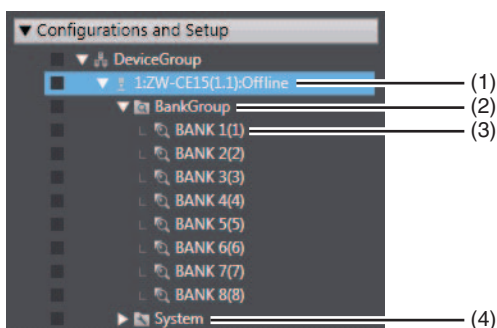 ▼ Configurations and Setup
▼ DeviceGroup
▼ 1:ZW-CE15(1.1):Offline (1)
▼ BankGroup (2)
BANK 1(1) (3)
BANK 2(2)
BANK 3(3)
BANK 4(4)
BANK 5(5)
BANK 6(6)
BANK 7(7)
BANK 8(8)
▶ System (4)